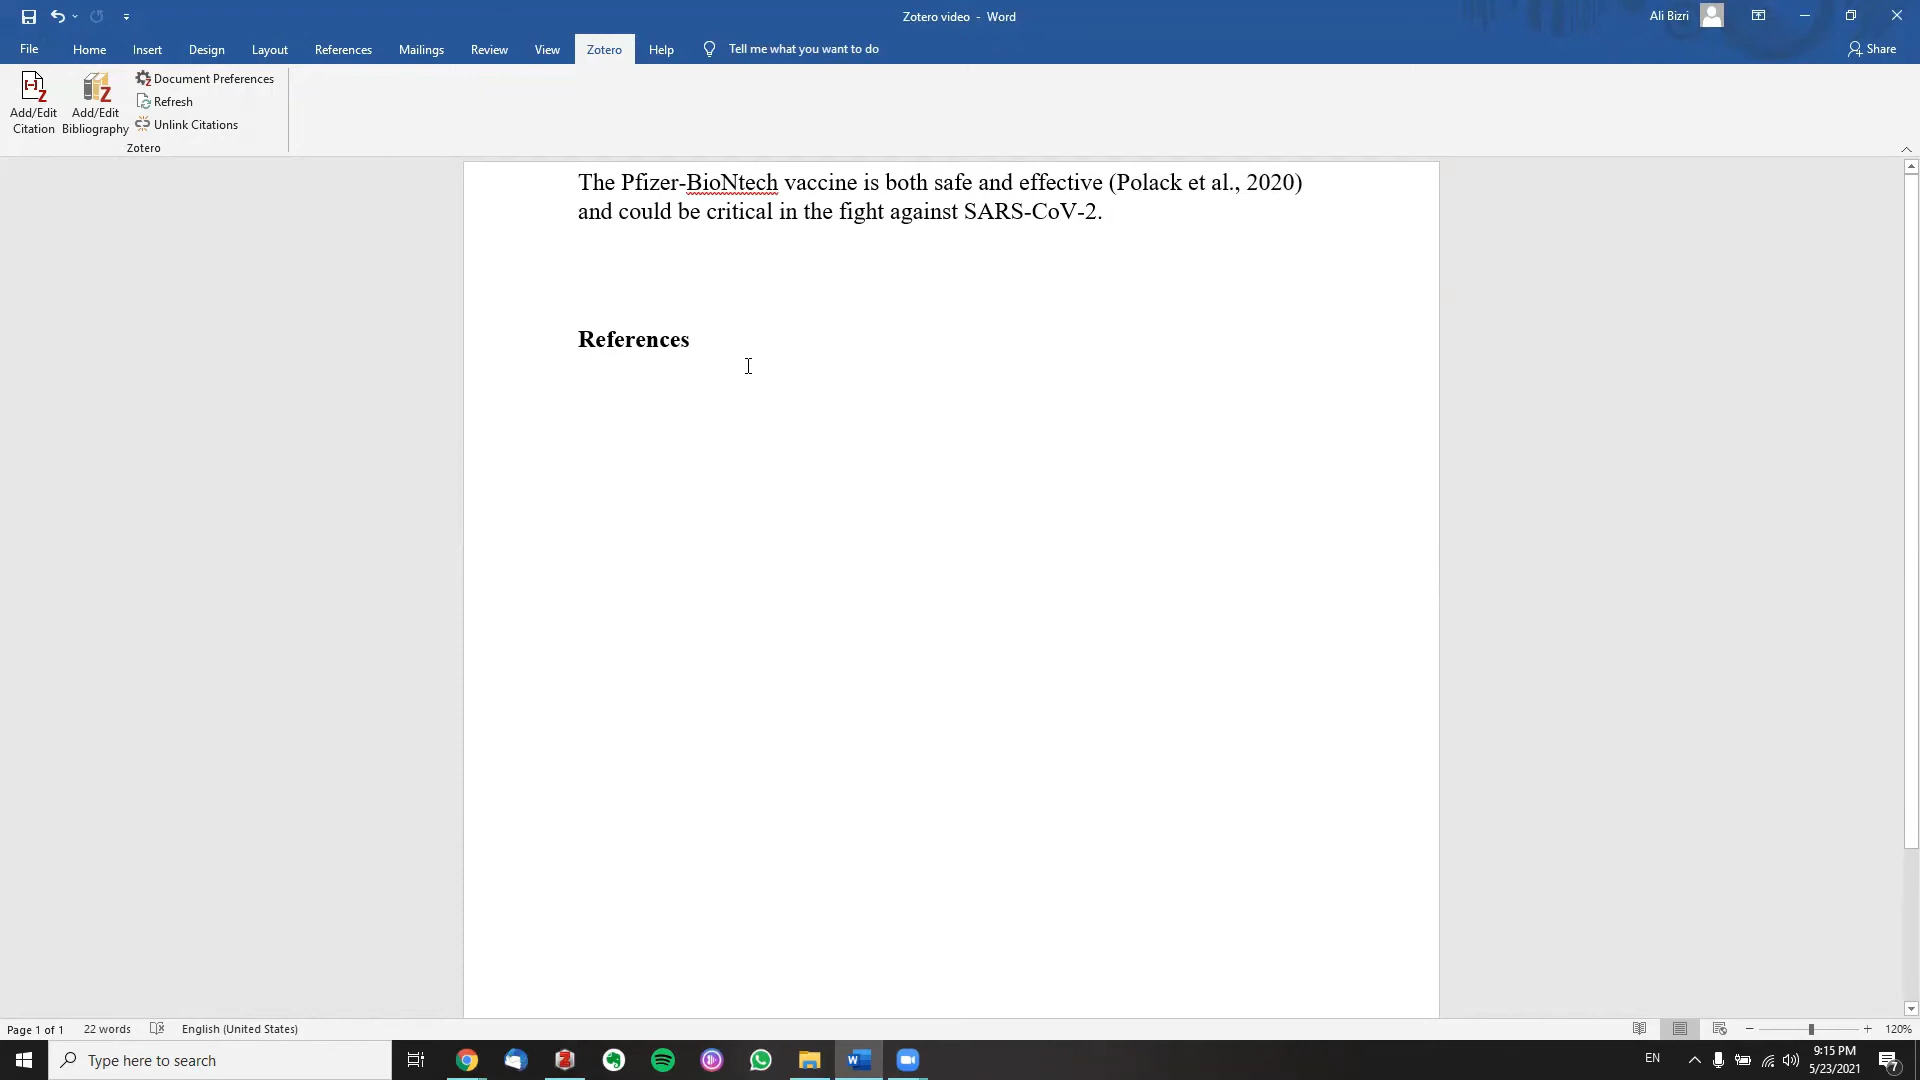 Zotero video - Word
Ali Bizri
File Home Insert Design Layout References Mailings Review View Zotero Help Tell me what you want to do Share
Add/Edit Citation
Add/Edit Bibliography
Document Preferences
Refresh
Unlink Citations
Zotero
The Pfizer-BioNtech vaccine is both safe and effective (Polack et al., 2020)
and could be critical in the fight against SARS-CoV-2.
References
Page 1 of 1 22 words English (United States) 120%
Type here to search
EN
9:15 PM
5/23/2021
7